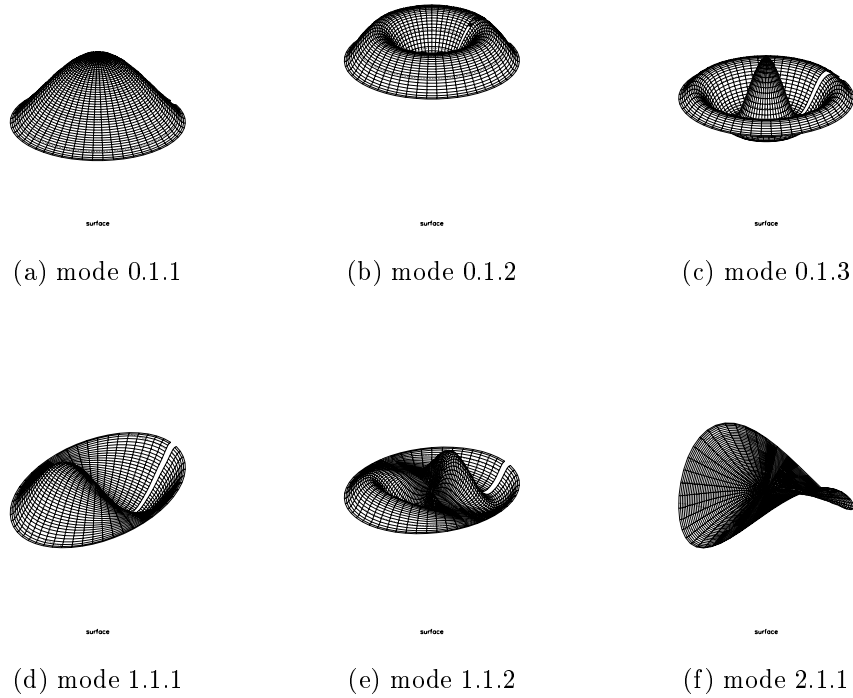 surface surface surface
(a) mode 0.1.1 (b) mode 0.1.2 (c) mode 0.1.3
surface surface surface
(d) mode 1.1.1 (e) mode 1.1.2 (f) mode 2.1.1